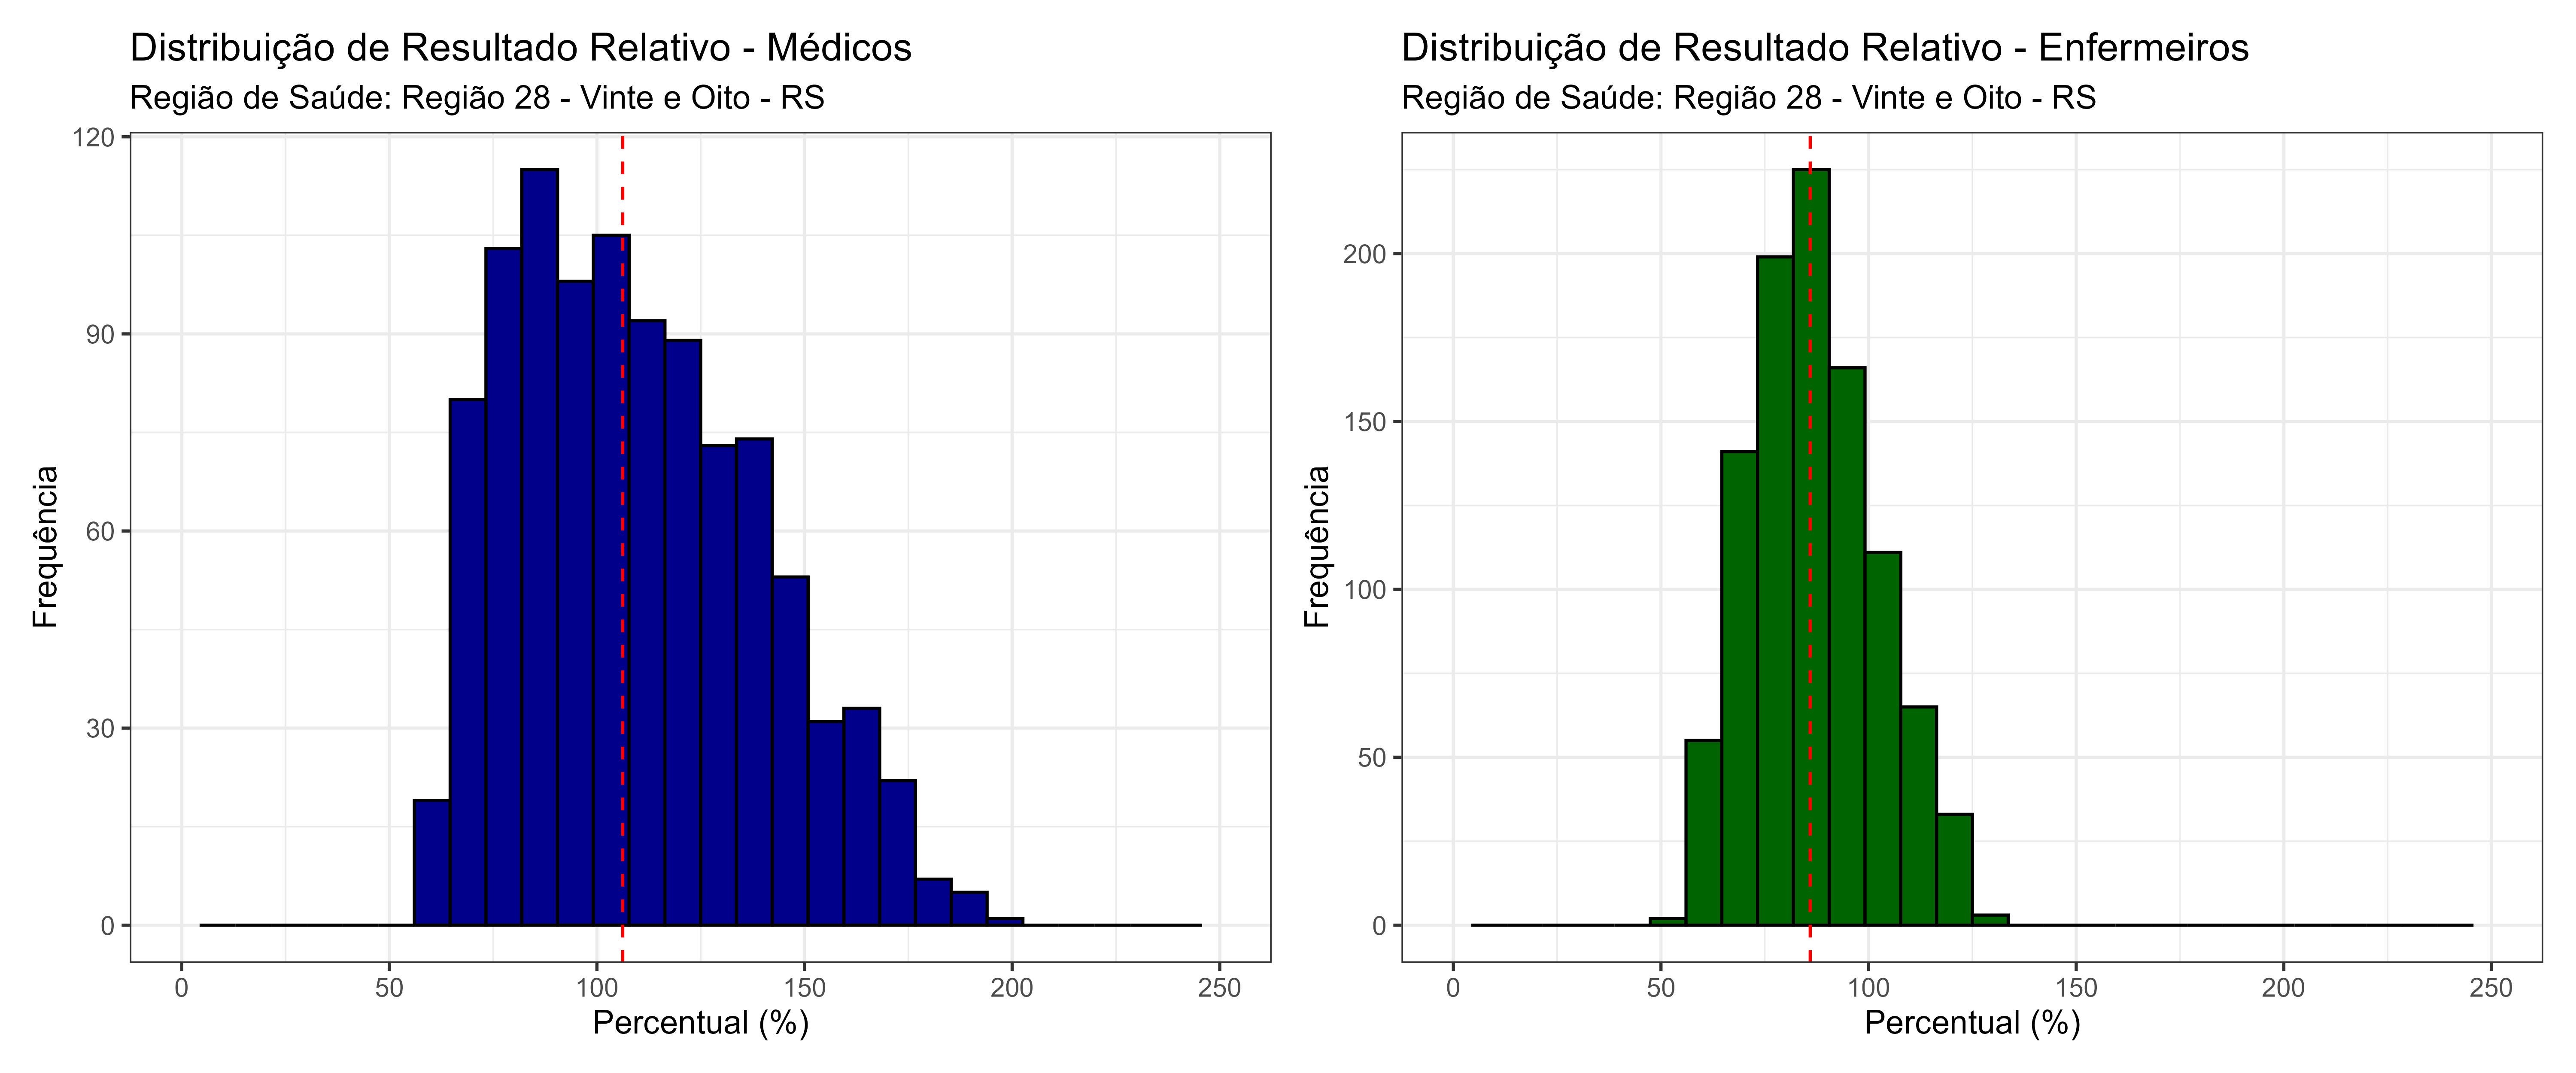 Distribuição de Resultado Relativo - Médicos
Região de Saúde: Região 28 - Vinte e Oito - RS
120
90
60
30
0
Frequência
0 50 100 150 200 250
Percentual (%)
Distribuição de Resultado Relativo - Enfermeiros
Região de Saúde: Região 28 - Vinte e Oito - RS
200
150
100
50
0
Frequência
0 50 100 150 200 250
Percentual (%)